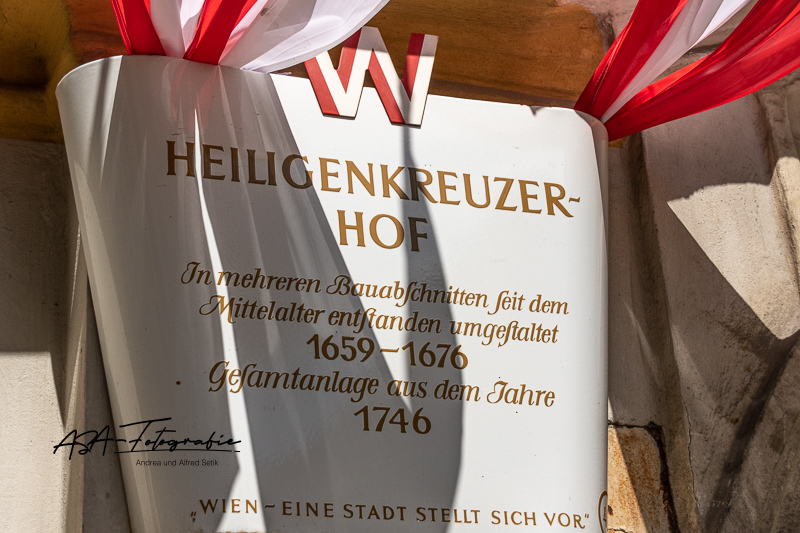 W
HEILIGENKREUZER-
HOF
In mehreren Bauabſchnitten ſeit dem
Mittelalter entſtanden umgeſtaltet
1659-1676
Geſamtanlage aus dem Jahre
1746
„WIEN - EINE STADT STELLT SICH VOR"
ASA-Fotografie
Andrea und Alfred Setik